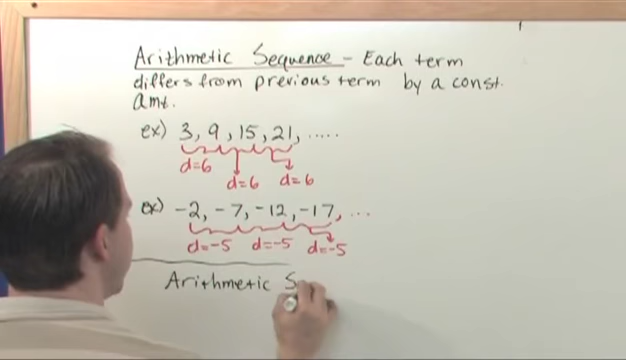 Arithmetic Sequence - Each term
differs from previous term by a const.
amt.
ex) 3, 9, 15, 21, .....
d=6
d=6 d=6
ex) -2, -7, -12, -17, ...
d=-5 d=-5 d=-5
Arithmetic S